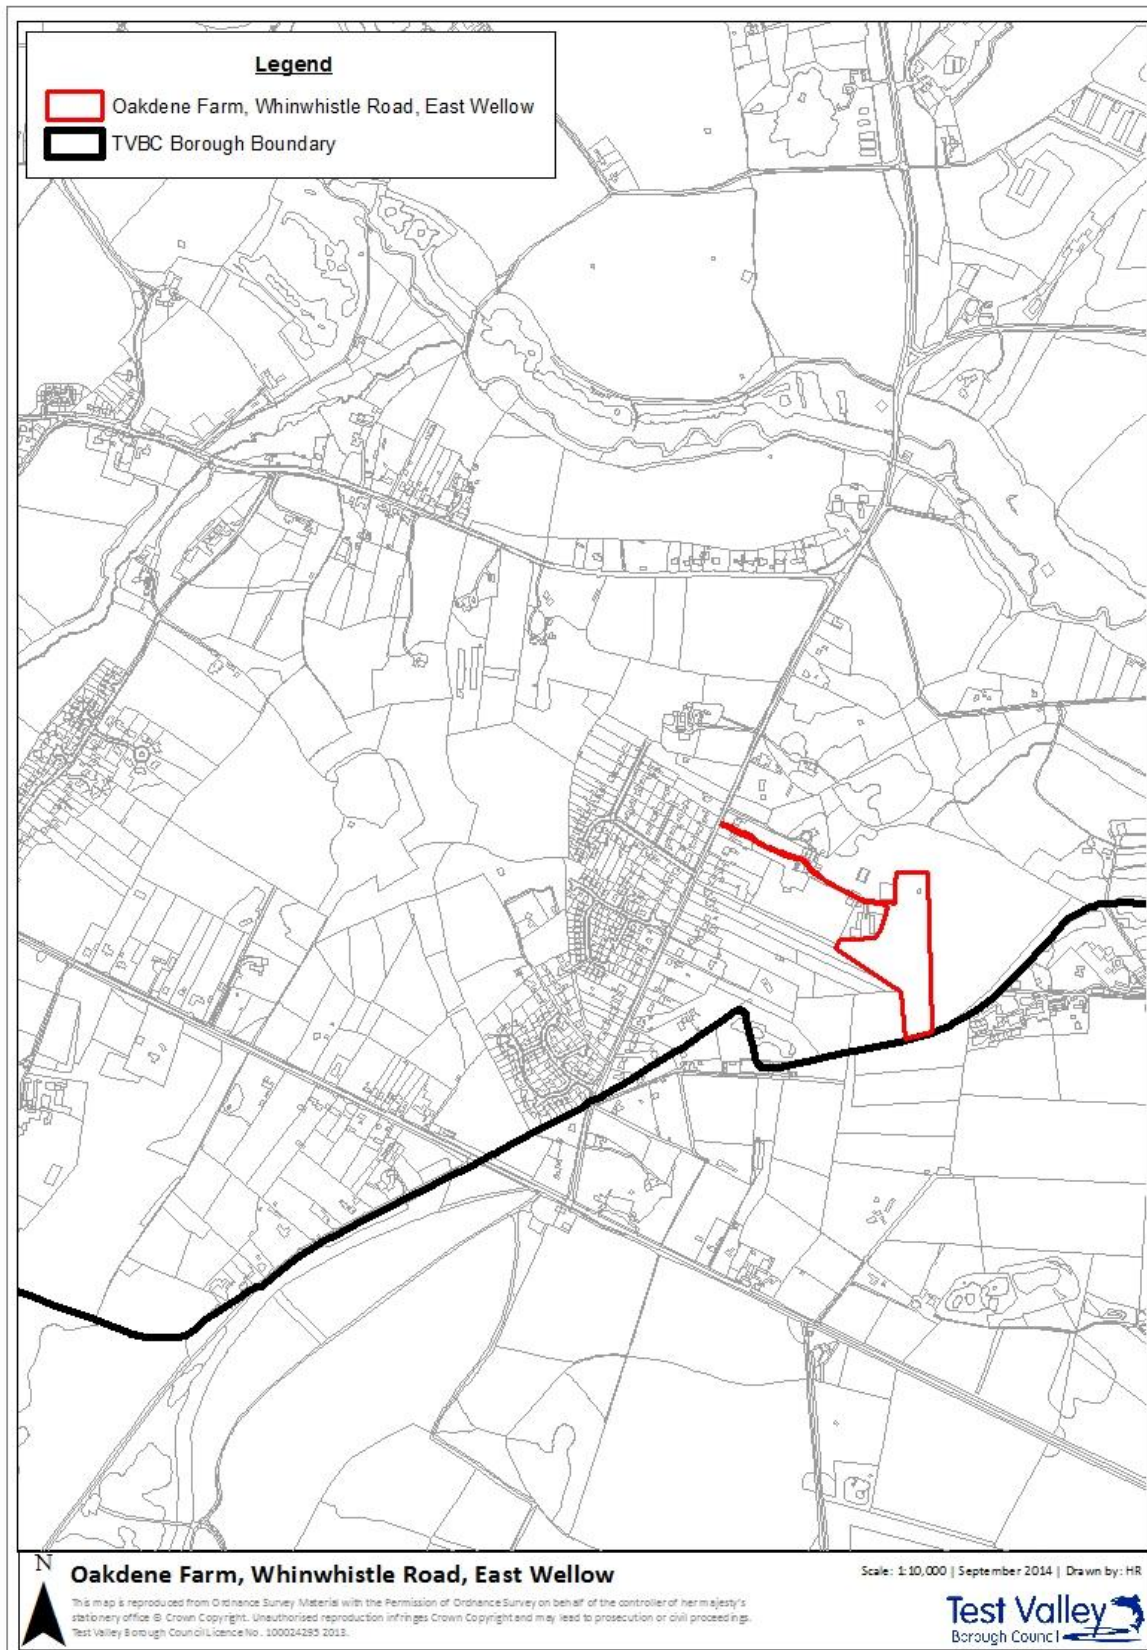 Legend
Oakdene Farm, Whinwhistle Road, East Wellow
TVBC Borough Boundary
N
Oakdene Farm, Whinwhistle Road, East Wellow
Scale: 1:10,000 | September 2014 | Drawn by: HR
This map is reproduced from Ordnance Survey Material with the Permission of Ordnance Survey on behalf of the controller of her majesty's
stationery office © Crown Copyright. Unauthorised reproduction infringes Crown Copyright and may lead to prosecution or civil proceedings.
Test Valley Borough Council Licence No. 100024295 2013.
Test Valley
Borough Council